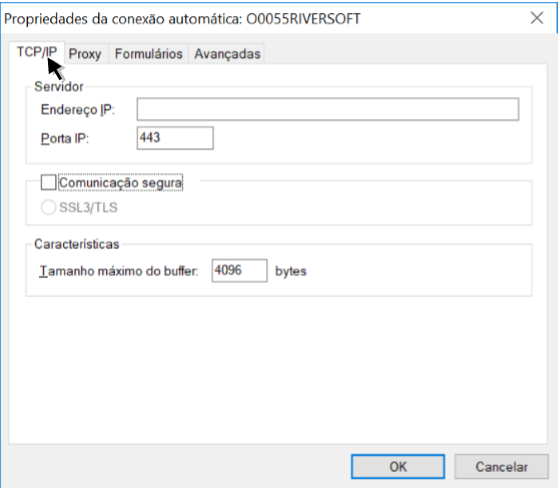 Propriedades da conexão automática: O0055RIVERSOFT
TCP/IP Proxy Formulários Avançadas
Servidor
Endereço IP:
Porta IP: 443
Comunicação segura
SSL3/TLS
Características
Tamanho máximo do buffer: 4096 bytes
OK Cancelar